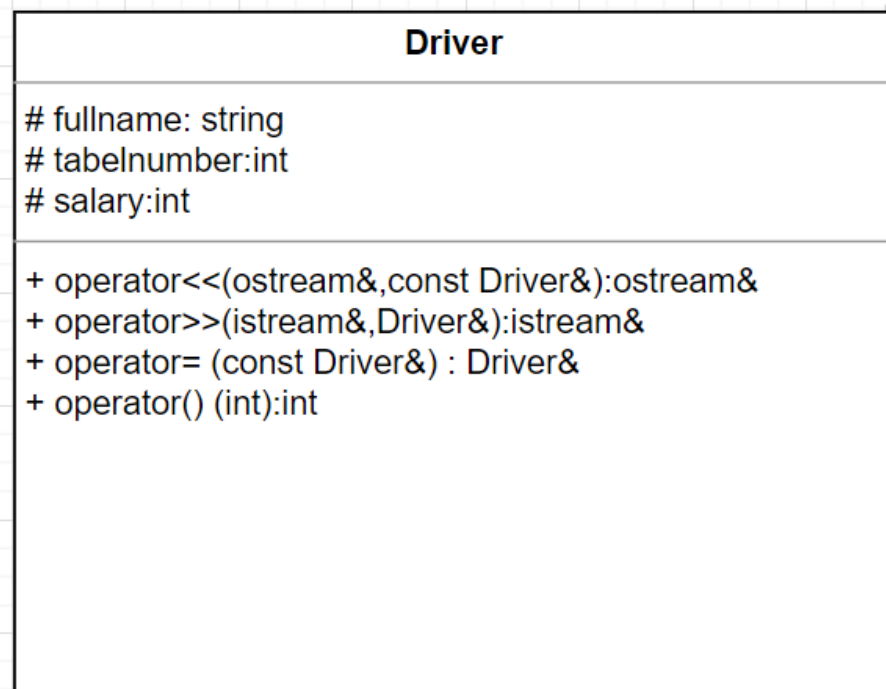 Driver
# fullname: string
# tabelnumber:int
# salary:int
+ operator<<(ostream&,const Driver&):ostream&
+ operator>>(istream&,Driver&):istream&
+ operator= (const Driver&) : Driver&
+ operator() (int):int